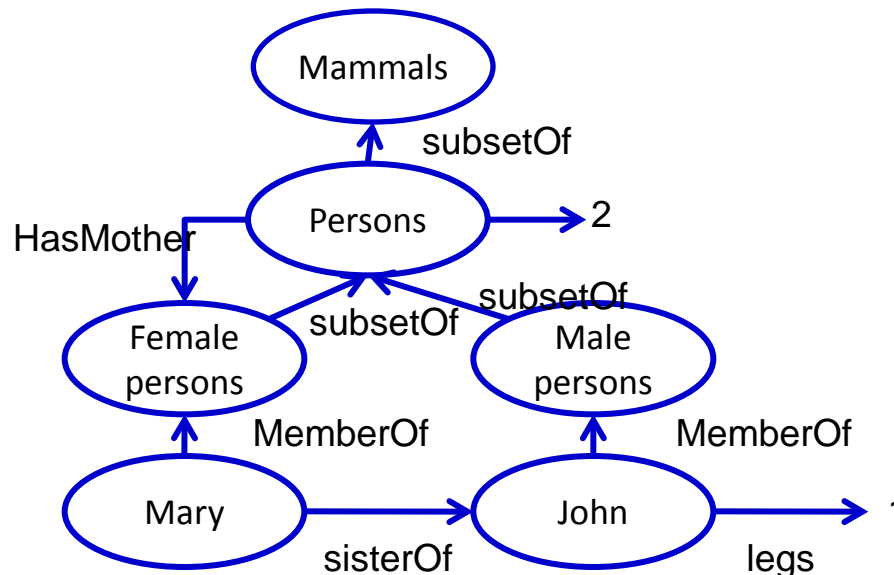 Mammals
subsetOf
Persons
2
HasMother
subsetOf
subsetOf
Female
persons
Male
persons
MemberOf
MemberOf
Mary
John
sisterOf
legs